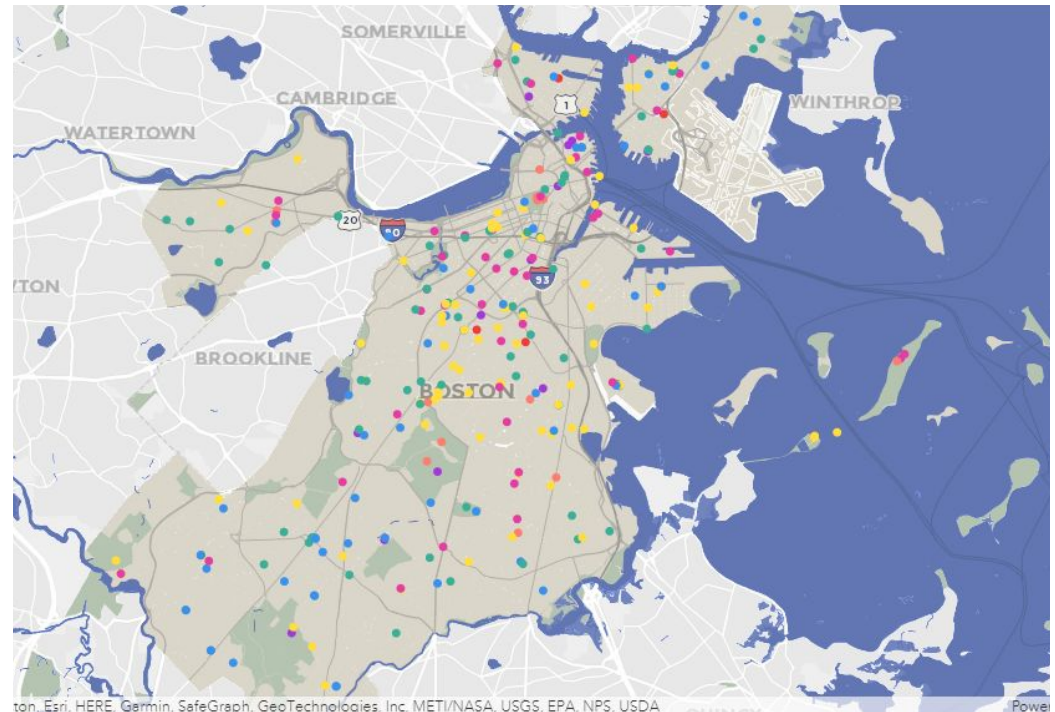 SOMERVILLE
CAMBRIDGE
1
WINTHROP
WATERTOWN
20
90
YTON
93
BROOKLINE
BOSTON
ton, Esri, HERE, Garmin, SafeGraph, GeoTechnologies, Inc, METI/NASA, USGS, EPA, NPS, USDA
Power